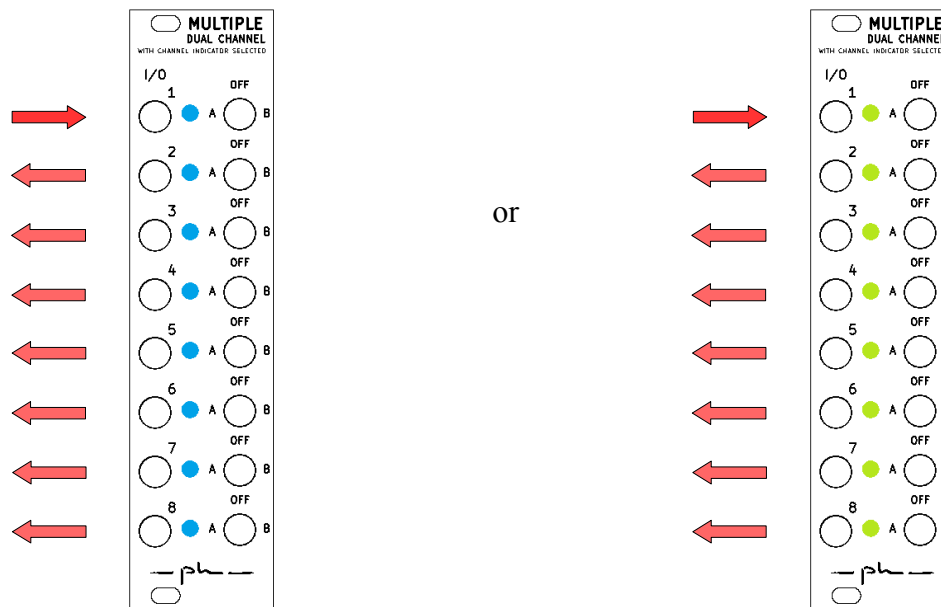 MULTIPLE
DUAL CHANNEL
WITH CHANNEL INDICATOR SELECTED
I/O
OFF
1
A
B
OFF
2
A
B
OFF
3
A
B
OFF
4
A
B
OFF
5
A
B
OFF
6
A
B
OFF
7
A
B
OFF
8
A
B
ph
or
MULTIPLE
DUAL CHANNEL
WITH CHANNEL INDICATOR SELECTED
I/O
OFF
1
A
OFF
2
A
OFF
3
A
OFF
4
A
OFF
5
A
OFF
6
A
OFF
7
A
OFF
8
A
ph